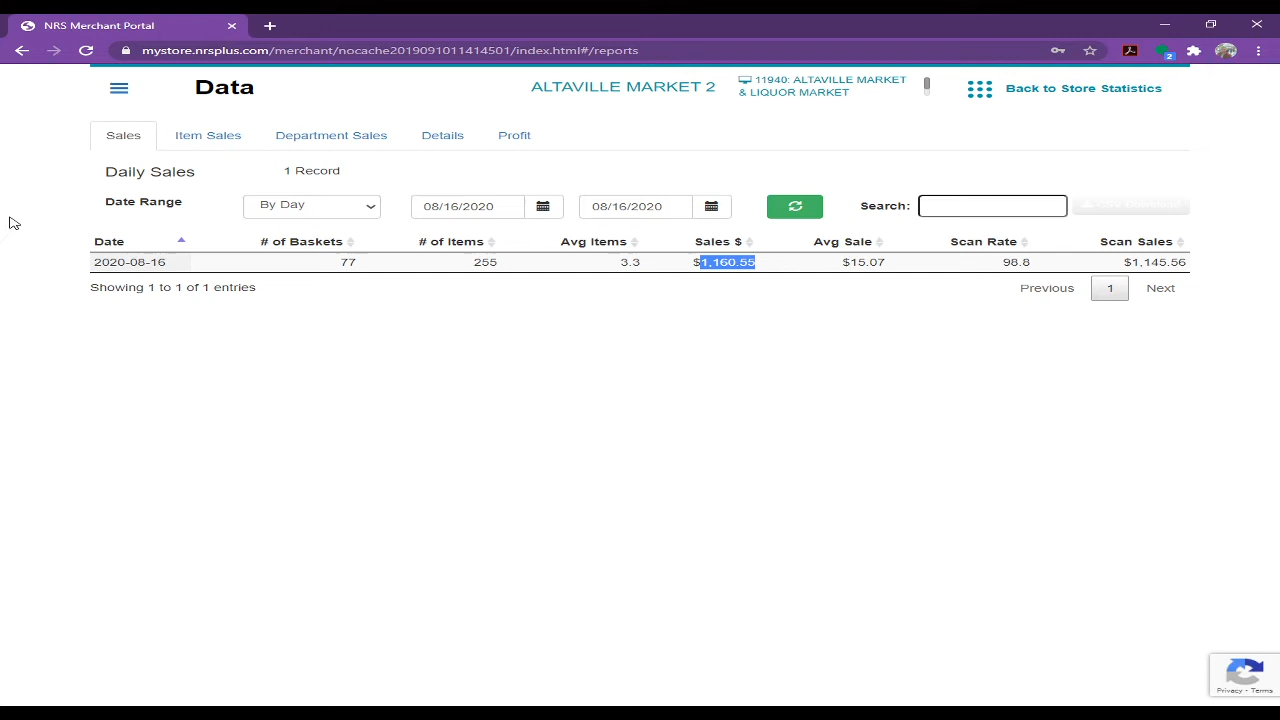 NRS Merchant Portal
mystore.nrsplus.com/merchant/nocache2019091011414501/index.html#/reports
2
Data
ALTAVILLE MARKET 2
11940: ALTAVILLE MARKET
& LIQUOR MARKET
Back to Store Statistics
Sales Item Sales Department Sales Details Profit
Daily Sales 1 Record
Date Range By Day 08/16/2020 08/16/2020 Search: CSV Download
Date # of Baskets # of Items Avg Items Sales $ Avg Sale Scan Rate Scan Sales
2020-08-16 77 255 3.3 $1,160.55 $15.07 98.8 $1,145.56
Showing 1 to 1 of 1 entries Previous 1 Next
Privacy - Terms